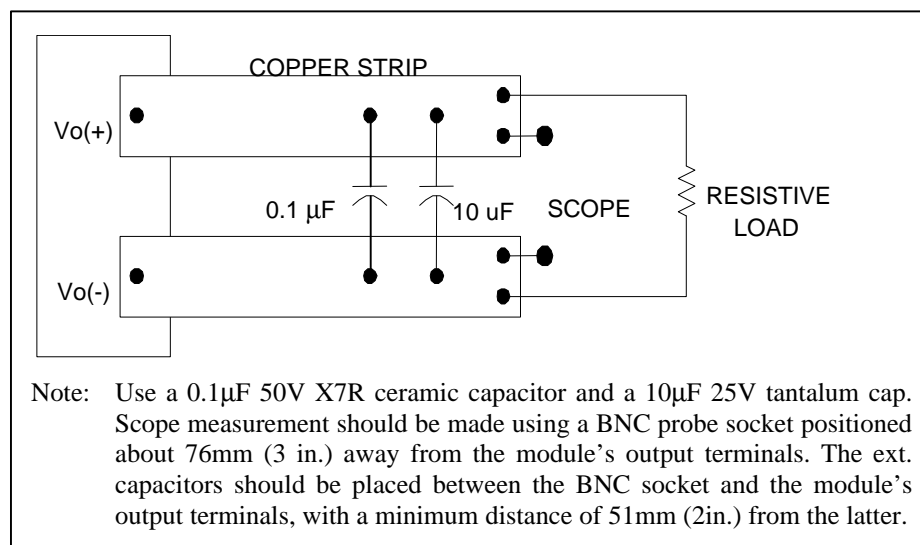 COPPER STRIP
Vo(+)
0.1 μF
10 uF
SCOPE
RESISTIVE
LOAD
Vo(-)
Note: Use a 0.1μF 50V X7R ceramic capacitor and a 10μF 25V tantalum cap.
Scope measurement should be made using a BNC probe socket positioned
about 76mm (3 in.) away from the module's output terminals. The ext.
capacitors should be placed between the BNC socket and the module's
output terminals, with a minimum distance of 51mm (2in.) from the latter.